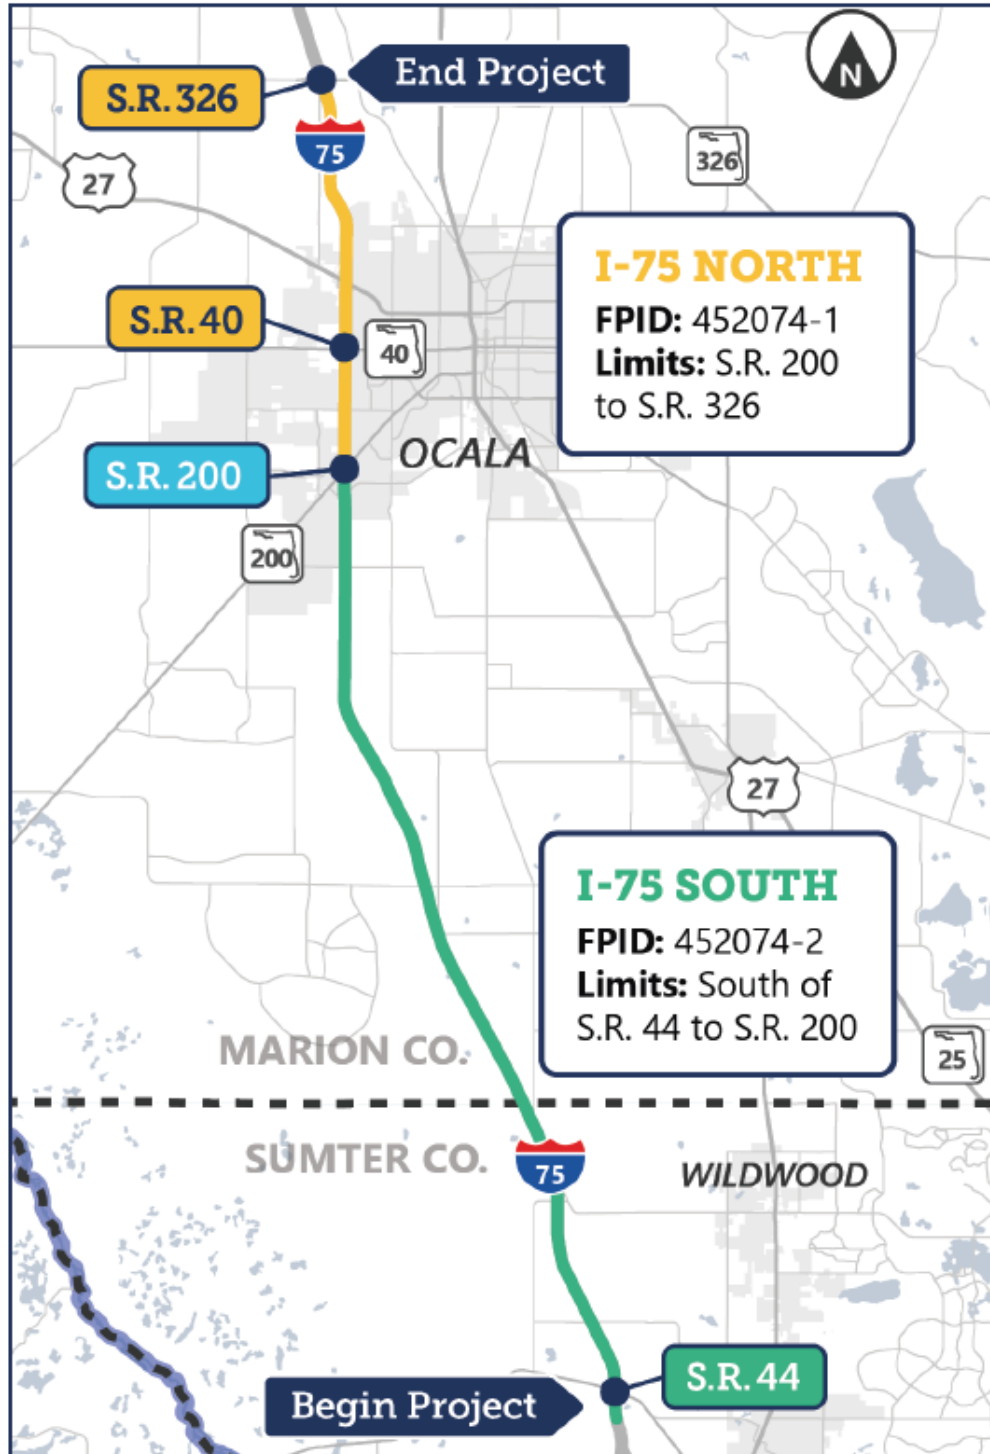 End Project
N
S.R. 326
75
326
27
I-75 NORTH
FPID: 452074-1
Limits: S.R. 200
to S.R. 326
S.R. 40
40
OCALA
S.R. 200
200
27
I-75 SOUTH
FPID: 452074-2
Limits: South of
S.R. 44 to S.R. 200
MARION CO.
25
SUMTER CO.
75
WILDWOOD
S.R. 44
Begin Project